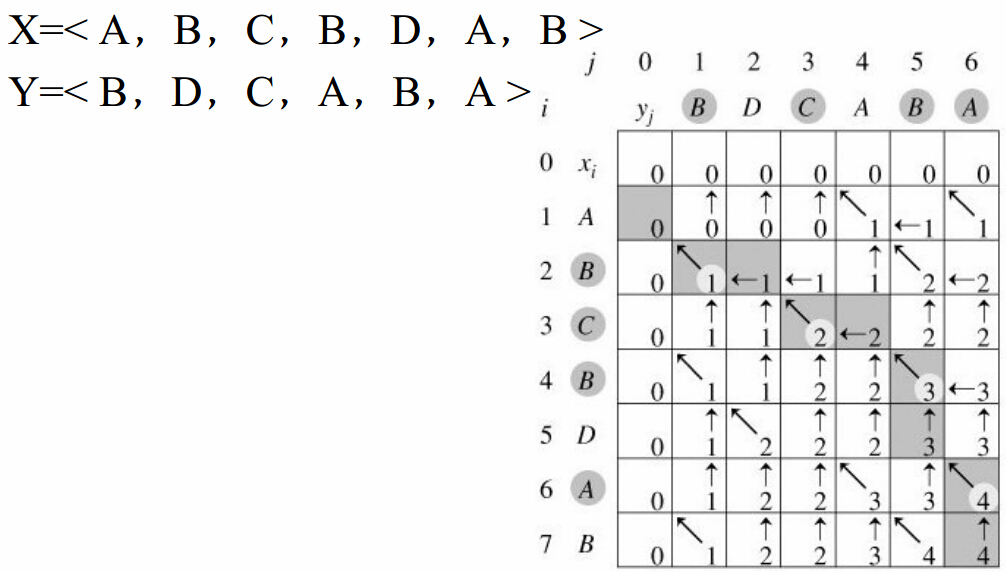 X=< A，B，C，B，D，A，B >
Y=< B，D，C，A，B，A >
j 0 1 2 3 4 5 6
i yj B D C A B A
0 xi 0 0 0 0 0 0 0
1 A 0 ↑0 ↑0 ↑0 ↖1 ←1 ↖1
2 B 0 ↖1 ←1 ←1 ↑1 ↖2 ←2
3 C 0 ↑1 ↑1 ↖2 ←2 ↑2 ↑2
4 B 0 ↖1 ↑1 ↑2 ↑2 ↖3 ←3
5 D 0 ↑1 ↖2 ↑2 ↑2 ↑3 ↑3
6 A 0 ↑1 ↑2 ↑2 ↖3 ↑3 ↖4
7 B 0 ↖1 ↑2 ↑2 ↑3 ↖4 ↑4